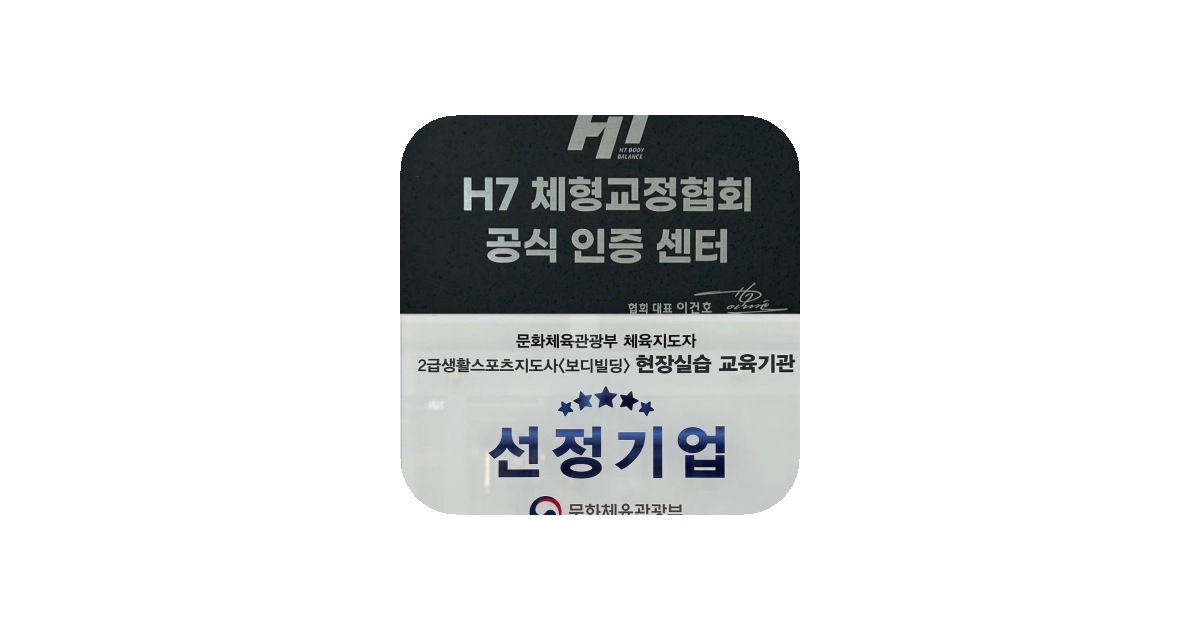 H7
H7 BODY
BALANCE
H7 체형교정협회
공식 인증 센터
협회 대표 이건호
문화체육관광부 체육지도자
2급생활스포츠지도사<보디빌딩> 현장실습 교육기관
선정기업
문화체육관광부